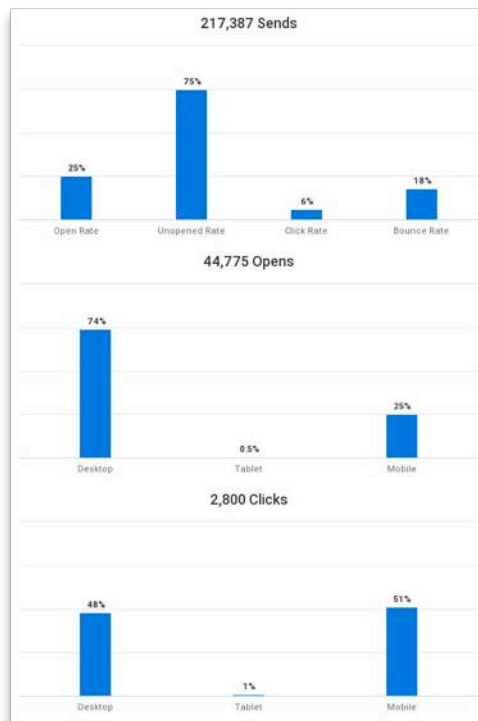 217,387 Sends
75%
25%
18%
6%
Open Rate Unopened Rate Click Rate Bounce Rate
44,775 Opens
74%
25%
0.5%
Desktop Tablet Mobile
2,800 Clicks
51%
48%
1%
Desktop Tablet Mobile